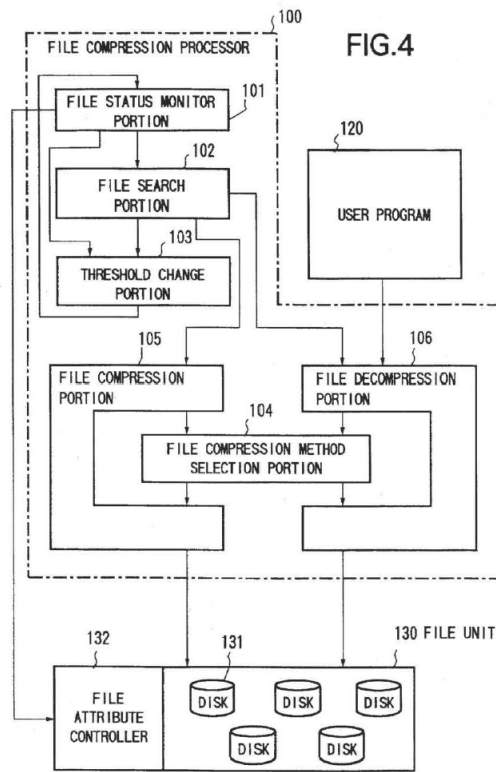 100
FILE COMPRESSION PROCESSOR
FIG.4
FILE STATUS MONITOR
PORTION
101
102
FILE SEARCH
PORTION
103
THRESHOLD CHANGE
PORTION
120
USER PROGRAM
105
FILE COMPRESSION
PORTION
106
FILE DECOMPRESSION
PORTION
104
FILE COMPRESSION METHOD
SELECTION PORTION
132
FILE
ATTRIBUTE
CONTROLLER
131
130 FILE UNIT
DISK
DISK
DISK
DISK
DISK